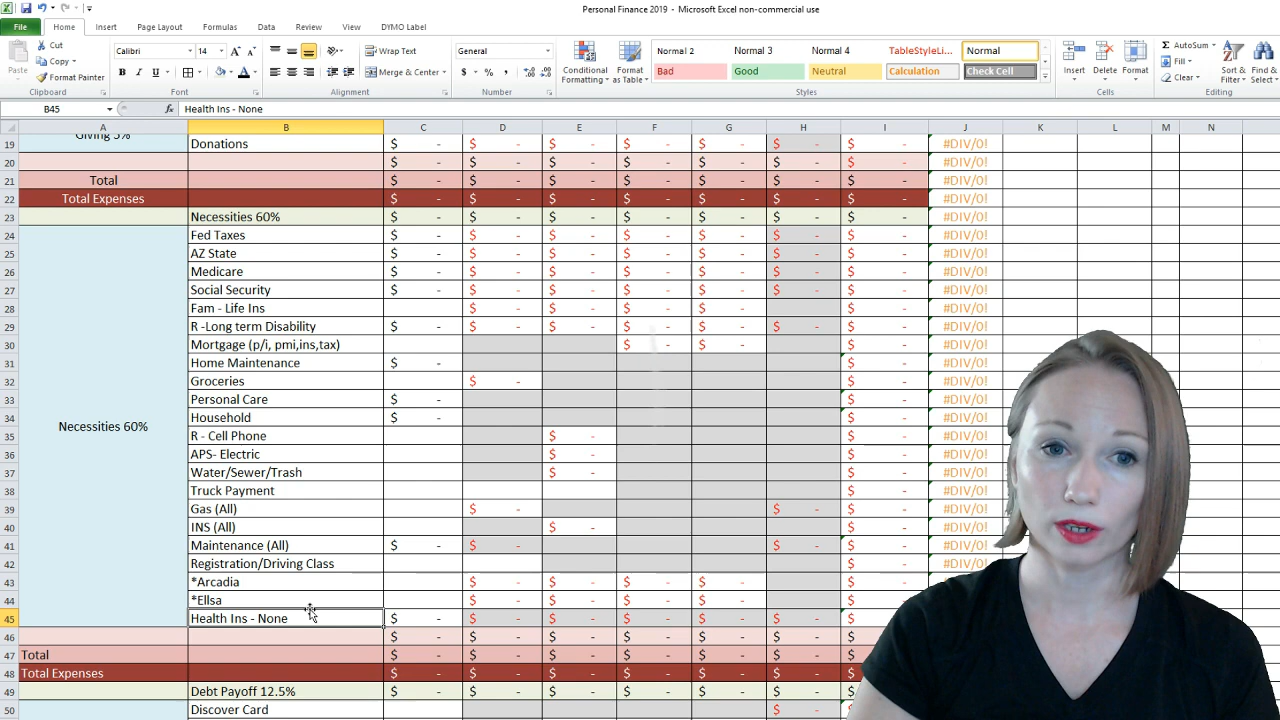 Personal Finance 2019 - Microsoft Excel non-commercial use
File Home Insert Page Layout Formulas Data Review View DYMO Label
Cut
Copy
Format Painter
Paste
Clipboard
Calibri 14
A A
B I U
A
Font
Wrap Text
Merge & Center
Alignment
General
$ % ,
Number
Conditional Formatting
Format as Table
Normal 2 Normal 3 Normal 4 TableStyleLi... Normal
Bad Good Neutral Calculation Check Cell
Styles
Insert Delete Format
Cells
Σ AutoSum
Fill
Clear
Sort & Filter
Find & Select
Editing
B45 fx Health Ins - None
A B C D E F G H I J K L M N
19 Giving 5% Donations $ - $ - $ - $ - $ - $ - $ - #DIV/0!
20 $ - $ - $ - $ - $ - $ - $ - #DIV/0!
21 Total $ - $ - $ - $ - $ - $ - $ - #DIV/0!
22 Total Expenses $ - $ - $ - $ - $ - $ - $ - #DIV/0!
23 Necessities 60% $ - $ - $ - $ - $ - $ - $ - #DIV/0!
24 Fed Taxes $ - $ - $ - $ - $ - $ - $ - #DIV/0!
25 AZ State $ - $ - $ - $ - $ - $ - $ - #DIV/0!
26 Medicare $ - $ - $ - $ - $ - $ - $ - #DIV/0!
27 Social Security $ - $ - $ - $ - $ - $ - $ - #DIV/0!
28 Fam - Life Ins $ - $ - $ - $ - $ - #DIV/0!
29 R -Long term Disability $ - $ - $ - $ - $ - $ - $ - #DIV/0!
30 Mortgage (p/i, pmi,ins,tax) $ - $ - $ - #DIV/0!
31 Home Maintenance $ - $ - #DIV/0!
32 Groceries $ - $ - #DIV/0!
33 Personal Care $ - $ - #DIV/0!
34 Household $ - $ - #DIV/0!
35 R - Cell Phone $ - $ - #DIV/0!
36 Necessities 60% APS- Electric $ - $ - #DIV/0!
37 Water/Sewer/Trash $ - $ - #DIV/0!
38 Truck Payment $ - #DIV/0!
39 Gas (All) $ - $ - $ - #DIV/0!
40 INS (All) $ - $ - #DIV/0!
41 Maintenance (All) $ - $ - $ - $ - #DIV/0!
42 Registration/Driving Class $ - #DIV/0!
43 *Arcadia $ - $ - $ - $ - $ -
44 *Ellsa $ - $ - $ - $ - $ -
45 Health Ins - None $ - $ - $ - $ - $ - $ - $ -
46 $ - $ - $ - $ - $ - $ - $ -
47 Total $ - $ - $ - $ - $ - $ - $
48 Total Expenses $ - $ - $ - $ - $ - $ - $
49 Debt Payoff 12.5% $ - $ - $ - $ - $ - $ - $
50 Discover Card $ - $